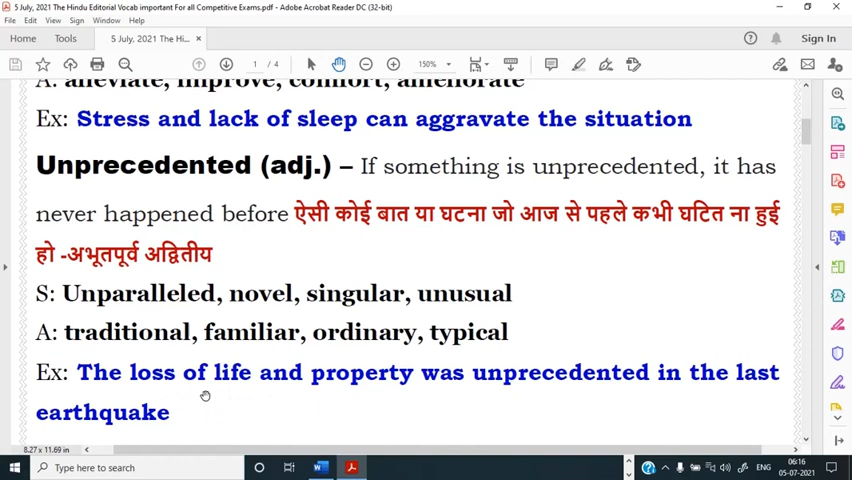 5 July, 2021 The Hindu Editorial Vocab important For all Competitive Exams.pdf - Adobe Acrobat Reader DC (32-bit)
File Edit View Sign Window Help
Home Tools 5 July, 2021 The Hi... × Sign In
1 / 4 150%
A: alleviate, improve, comfort, ameliorate
Ex: Stress and lack of sleep can aggravate the situation
Unprecedented (adj.) – If something is unprecedented, it has
never happened before ऐसी कोई बात या घटना जो आज से पहले कभी घटित ना हुई
हो -अभूतपूर्व अद्वितीय
S: Unparalleled, novel, singular, unusual
A: traditional, familiar, ordinary, typical
Ex: The loss of life and property was unprecedented in the last
earthquake
8.27 x 11.69 in
Type here to search
ENG
06:16
05-07-2021